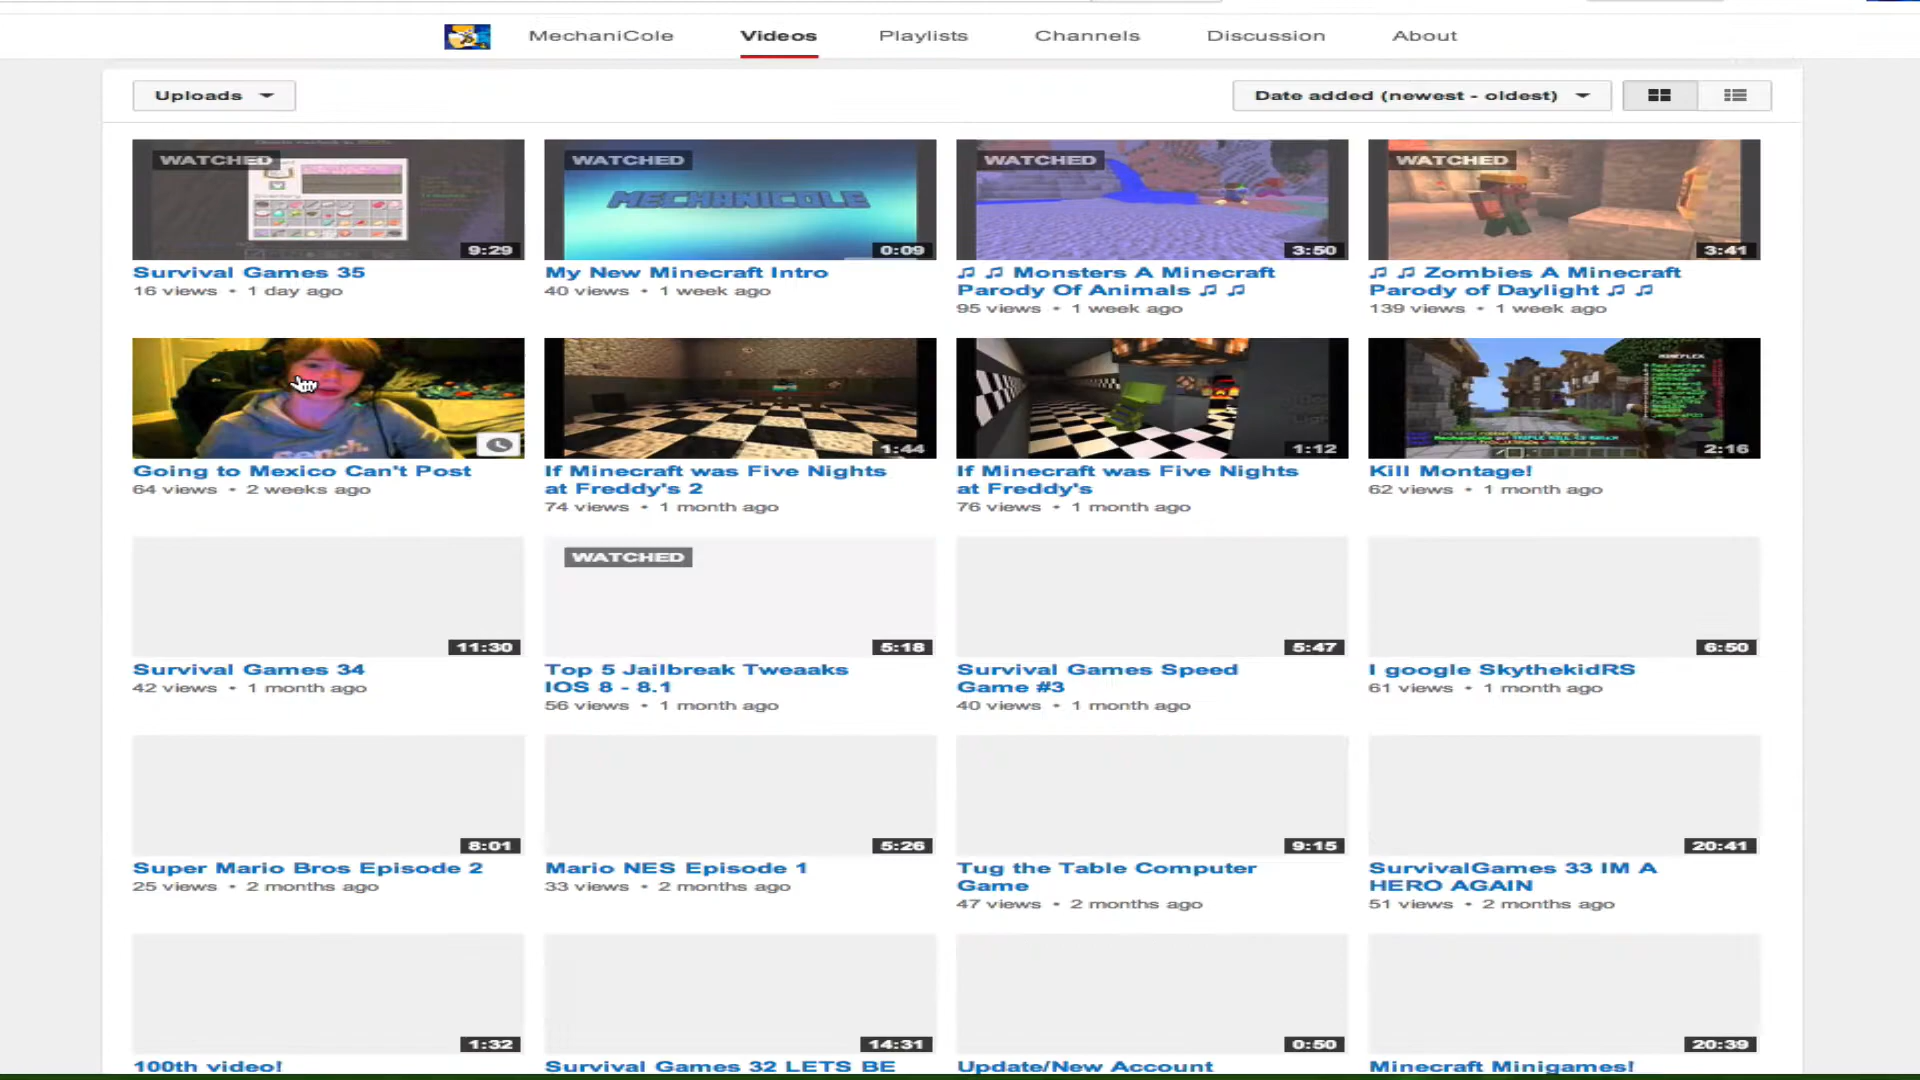 MechaniCole Videos Playlists Channels Discussion About
Uploads Date added (newest - oldest)
WATCHED WATCHED WATCHED WATCHED
MECHANICOLE
9:29 0:09 3:50 3:41
Survival Games 35
16 views • 1 day ago
My New Minecraft Intro
40 views • 1 week ago
♫ ♫ Monsters A Minecraft
Parody Of Animals ♫ ♫
95 views • 1 week ago
♫ ♫ Zombies A Minecraft
Parody of Daylight ♫ ♫
139 views • 1 week ago
1:44 1:12 2:16
Going to Mexico Can't Post
64 views • 2 weeks ago
If Minecraft was Five Nights
at Freddy's 2
74 views • 1 month ago
If Minecraft was Five Nights
at Freddy's
76 views • 1 month ago
Kill Montage!
62 views • 1 month ago
WATCHED
11:30 5:18 5:47 6:50
Survival Games 34
42 views • 1 month ago
Top 5 Jailbreak Tweaaks
IOS 8 - 8.1
56 views • 1 month ago
Survival Games Speed
Game #3
40 views • 1 month ago
I google SkythekidRS
61 views • 1 month ago
8:01 5:26 9:15 20:41
Super Mario Bros Episode 2
25 views • 2 months ago
Mario NES Episode 1
33 views • 2 months ago
Tug the Table Computer
Game
47 views • 2 months ago
SurvivalGames 33 IM A
HERO AGAIN
51 views • 2 months ago
1:32 14:31 0:50 20:39
100th video!
Survival Games 32 LETS BE
Update/New Account
Minecraft Minigames!